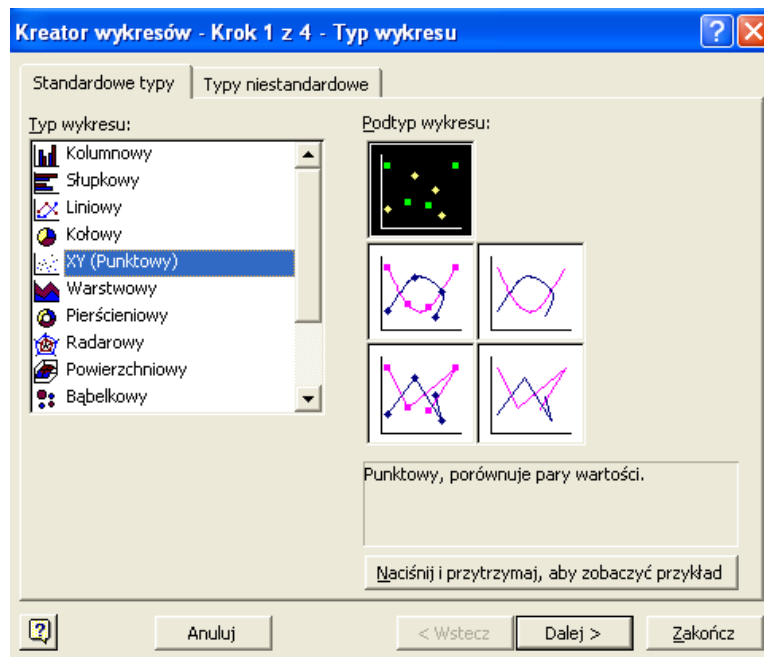 Kreator wykresów - Krok 1 z 4 - Typ wykresu
Standardowe typy
Typy niestandardowe
Typ wykresu:
Kolumnowy
Słupkowy
Liniowy
Kołowy
XY (Punktowy)
Warstwowy
Pierścieniowy
Radarowy
Powierzchniowy
Bąbelkowy
Podtyp wykresu:
Punktowy, porównuje pary wartości.
Naciśnij i przytrzymaj, aby zobaczyć przykład
Anuluj
< Wstecz
Dalej >
Zakończ